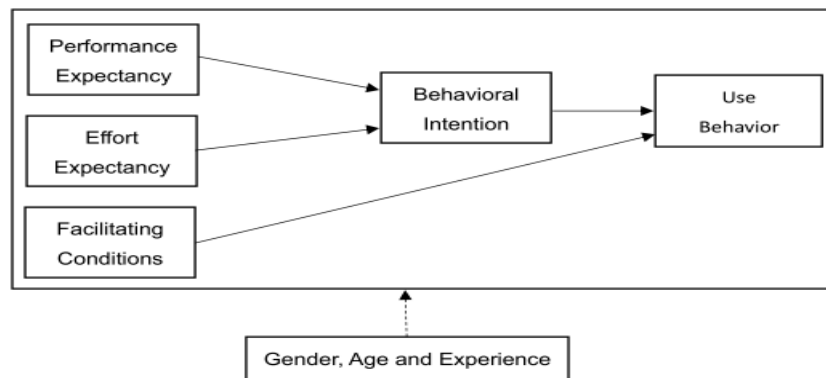 Performance
Expectancy
Behavioral
Intention
Use
Behavior
Effort
Expectancy
Facilitating
Conditions
Gender, Age and Experience